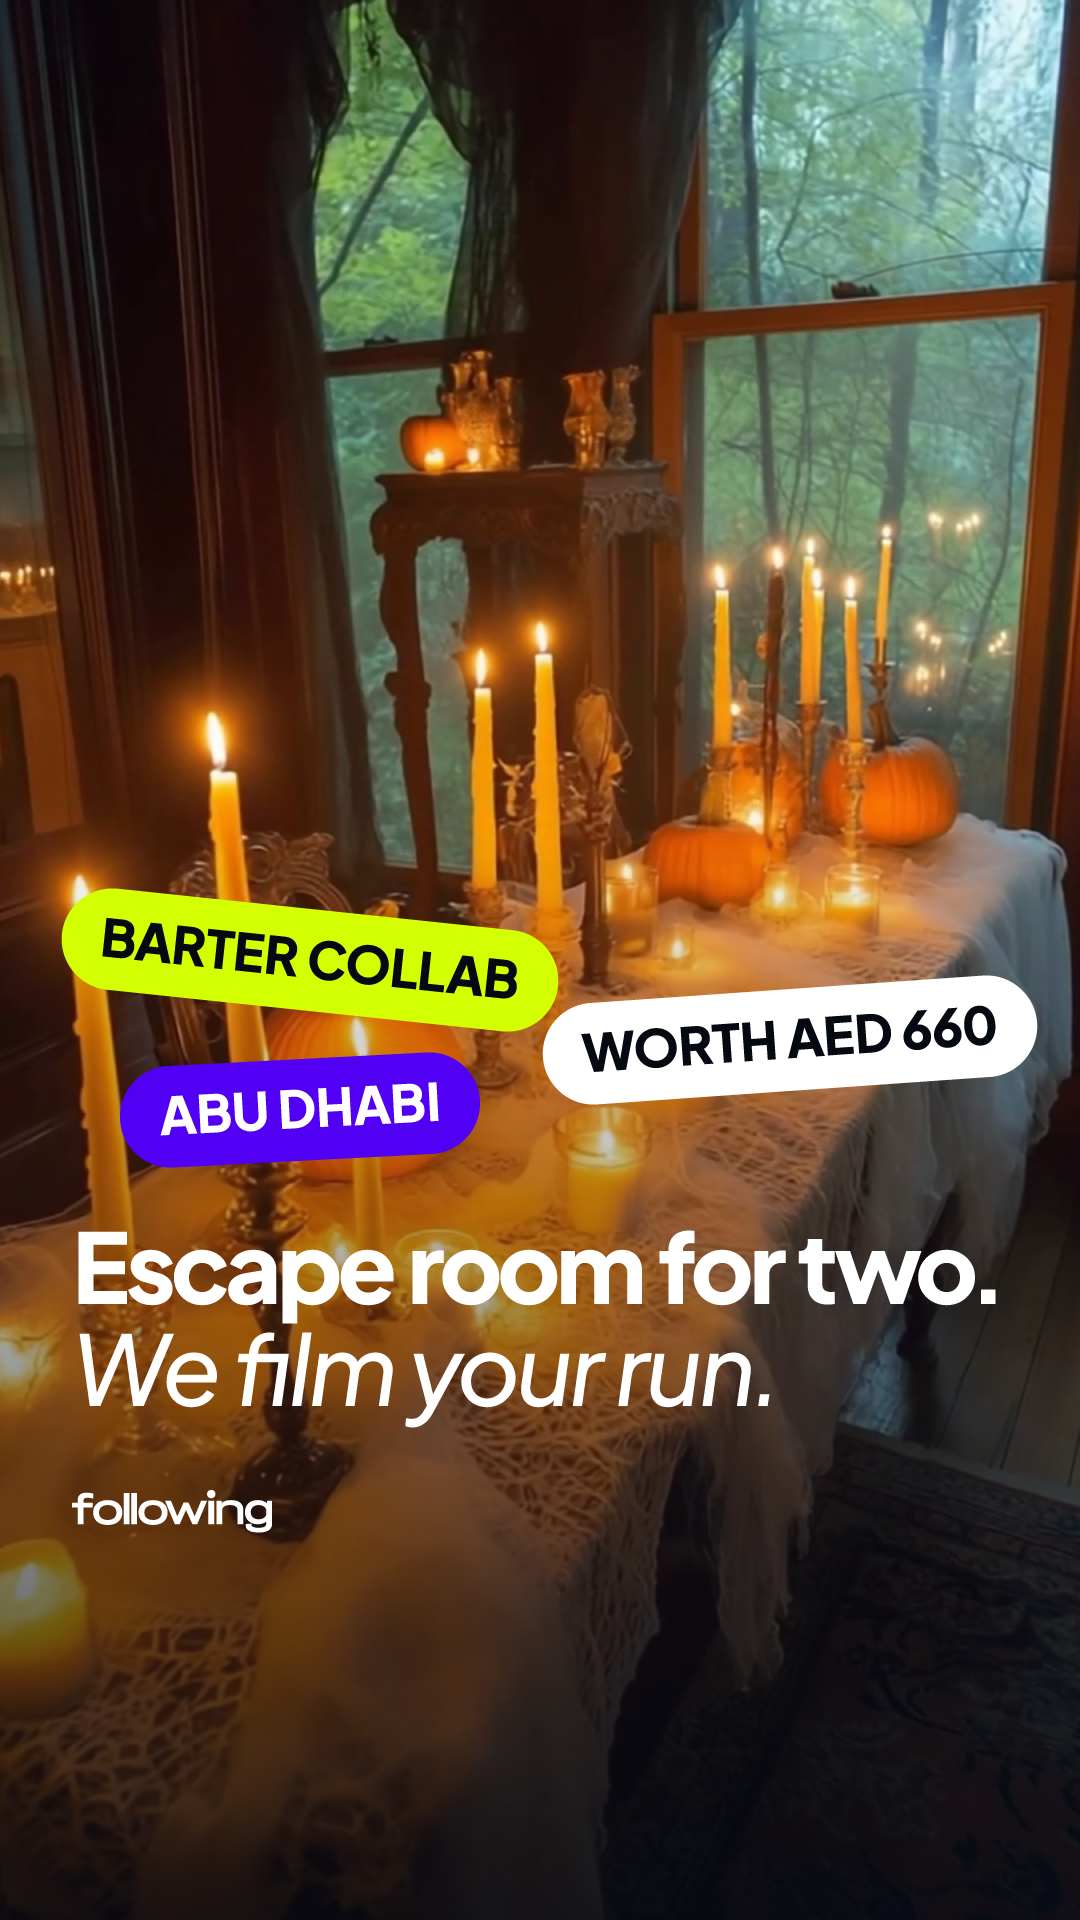 BARTER COLLAB
WORTH AED 660
ABU DHABI
Escape room for two.
We film your run.
following